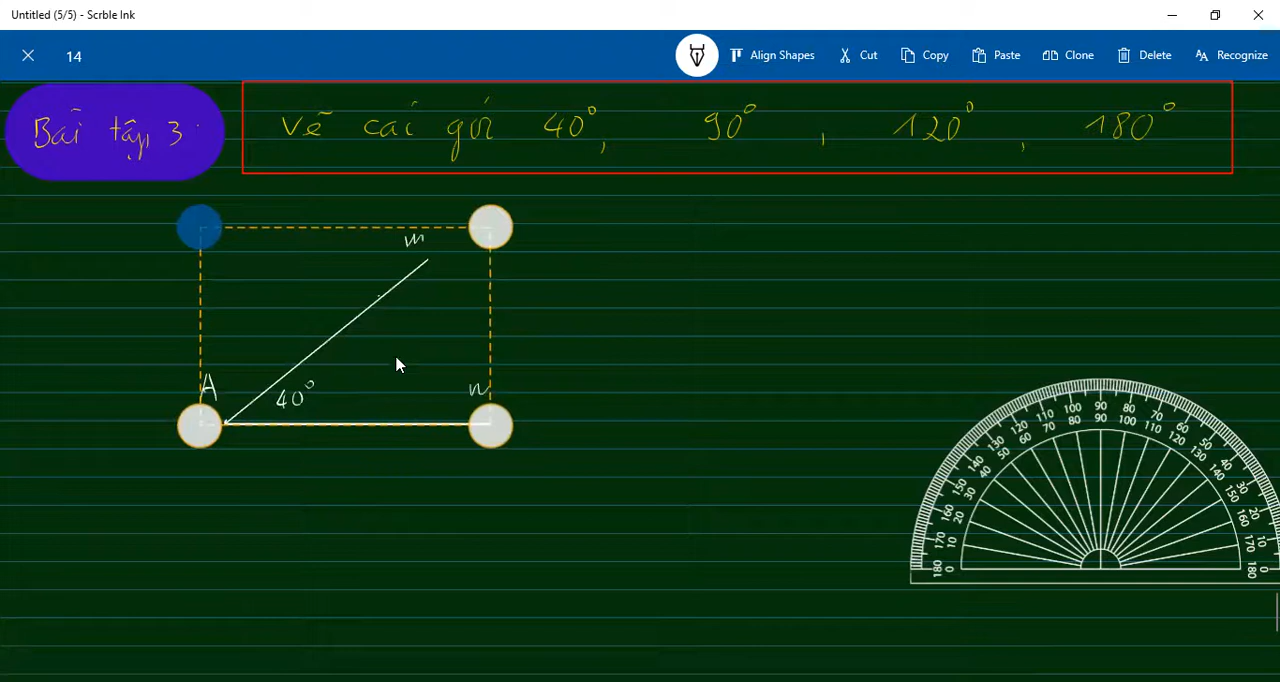 Untitled (5/5) - Scrble Ink
14
Align Shapes Cut Copy Paste Clone Delete Recognize
Bài tập 3
Vẽ các góc 40°, 90°, 120°, 180°
m
A 40° n